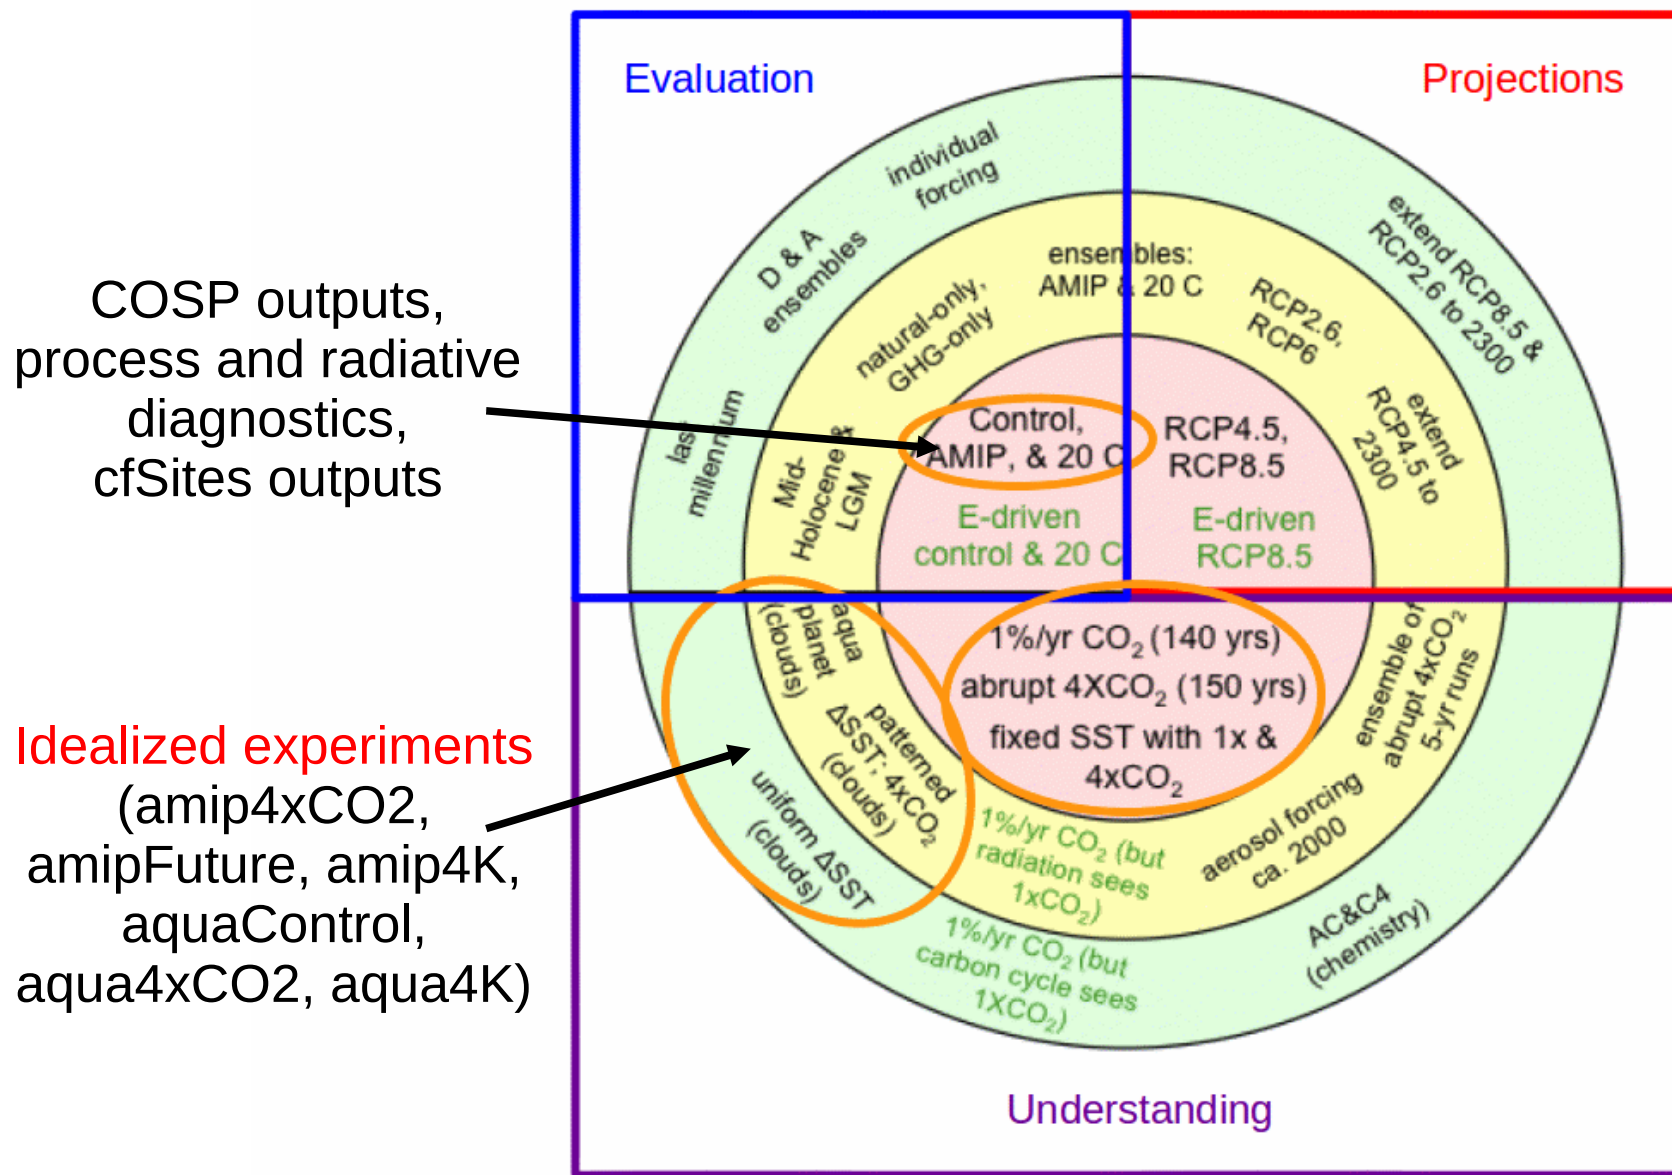 Evaluation
Projections
individual
forcing
D & A
ensembles
last
millennium
extend RCP8.5 &
RCP2.6 to 2300
ensembles:
AMIP & 20 C
natural-only,
GHG-only
Mid-
Holocene &
LGM
RCP2.6,
RCP6
extend
RCP4.5 to
2300
Control,
AMIP, & 20 C
E-driven
control & 20 C
RCP4.5,
RCP8.5
E-driven
RCP8.5
COSP outputs,
process and radiative
diagnostics,
cfSites outputs
Idealized experiments
(amip4xCO2,
amipFuture, amip4K,
aquaControl,
aqua4xCO2, aqua4K)
aqua
planet
(clouds)
patterned
ΔSST; 4xCO₂
(clouds)
uniform ΔSST
(clouds)
1%/yr CO₂ (140 yrs)
abrupt 4XCO₂ (150 yrs)
fixed SST with 1x &
4xCO₂
ensemble of
abrupt 4xCO₂
5-yr runs
aerosol forcing
ca. 2000
1%/yr CO₂ (but
radiation sees
1xCO₂)
1%/yr CO₂ (but
carbon cycle sees
1XCO₂)
AC&C4
(chemistry)
Understanding